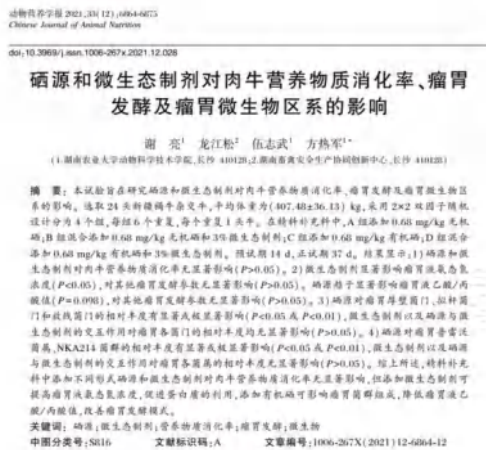 动物营养学报 2021,33(12):6864-6875
Chinese Journal of Animal Nutrition
doi:10.3969/j.issn.1006-267x.2021.12.028
硒源和微生态制剂对肉牛营养物质消化率、瘤胃
发酵及瘤胃微生物区系的影响
谢 亮¹ 龙江松² 伍志武¹ 方热军¹*
(1.湖南农业大学动物科学技术学院,长沙 410128;2.湖南畜禽安全生产协同创新中心,长沙 410128)
摘 要:本试验旨在研究硒源和微生态制剂对肉牛营养物质消化率、瘤胃发酵及瘤胃微生物区
系的影响。选取24头新疆褐牛杂交牛,平均体重为(407.48±36.13) kg,采用2×2双因子随机
设计分为4个组,每组6个重复,每个重复1头牛。在精料补充料中,A组添加0.68 mg/kg无机
硒;B组混合添加0.68 mg/kg无机硒和3%微生态制剂;C组添加0.68 mg/kg有机硒;D组混合
添加0.68 mg/kg有机硒和3%微生态制剂。预试期14 d,正试期37 d。结果显示:1)硒源和微
生态制剂对肉牛营养物质消化率无显著影响(P>0.05)。2)微生态制剂显著影响瘤胃液氨态氮
浓度(P<0.05),对其他瘤胃发酵参数无显著影响(P>0.05)。硒源趋于显著影响瘤胃液乙酸/丙
酸值(P=0.098),对其他瘤胃发酵参数无显著影响(P>0.05)。3)硒源对瘤胃厚壁菌门、拟杆菌
门和放线菌门的相对丰度有显著或极显著影响(P<0.05或P<0.01),微生态制剂以及硒源与微
生态制剂的交互作用对瘤胃各菌门的相对丰度均无显著影响(P>0.05)。4)硒源对瘤胃普雷沃
菌属、NKA214菌群的相对丰度有显著或极显著影响(P<0.05或P<0.01),微生态制剂以及硒源
与微生态制剂的交互作用对瘤胃各菌属的相对丰度无显著影响(P>0.05)。综上所述,精料补充
料中添加不同形式硒源和微生态制剂对肉牛营养物质消化率无显著影响,但添加微生态制剂可
提高瘤胃液氨态氮浓度,促进蛋白质的利用,添加有机硒可影响瘤胃菌群组成,降低瘤胃液乙
酸/丙酸值,改善瘤胃发酵模式。
关键词:硒源;微生态制剂;营养物质消化率;瘤胃发酵;微生物
中图分类号:S816 文献标识码:A 文章编号:1006-267X(2021)12-6864-12